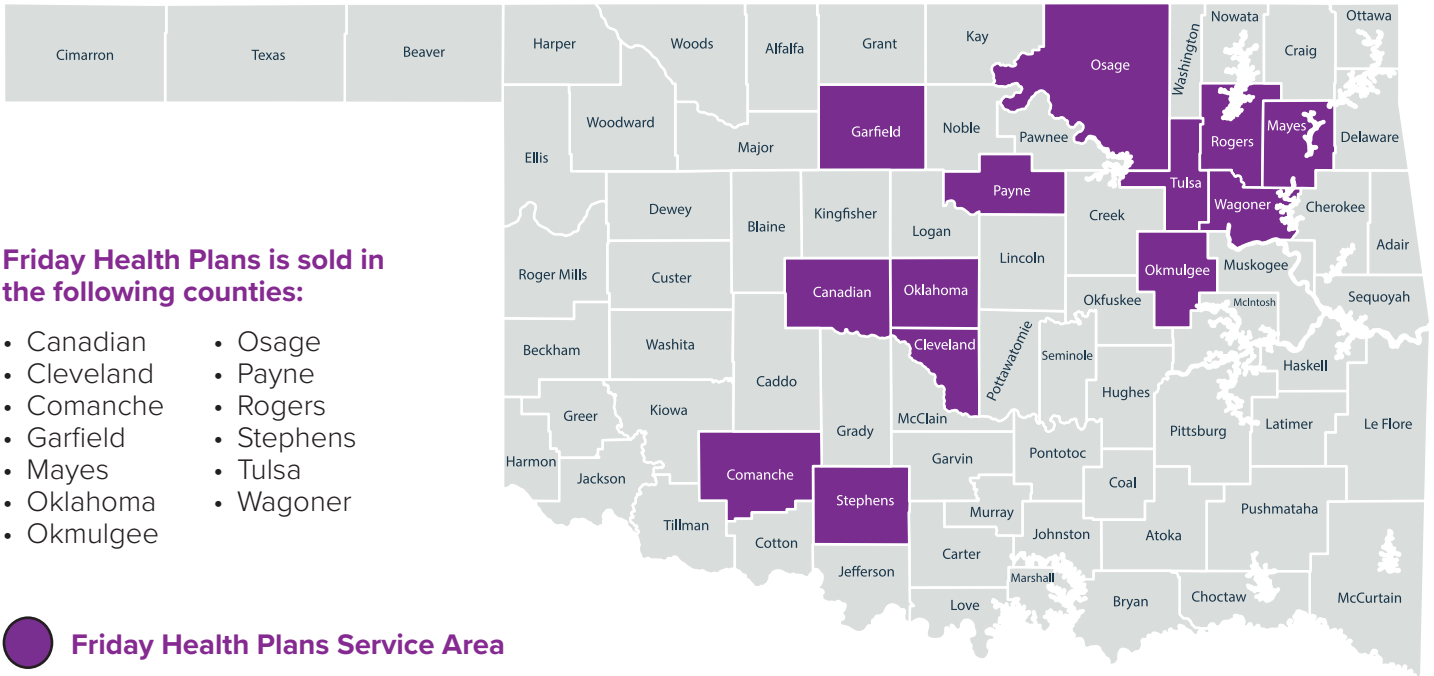 Cimarron
Texas
Beaver
Harper
Woods
Alfalfa
Grant
Kay
Osage
Washington
Nowata
Craig
Ottawa
Woodward
Ellis
Major
Garfield
Noble
Pawnee
Rogers
Mayes
Delaware
Payne
Tulsa
Wagoner
Cherokee
Adair
Dewey
Blaine
Kingfisher
Logan
Lincoln
Creek
Roger Mills
Custer
Canadian
Oklahoma
Okmulgee
Muskogee
Okfuskee
McIntosh
Sequoyah
Beckham
Washita
Caddo
Cleveland
Pottawatomie
Seminole
Hughes
Haskell
Greer
Kiowa
Grady
McClain
Pittsburg
Latimer
Le Flore
Harmon
Jackson
Comanche
Garvin
Pontotoc
Coal
Tillman
Stephens
Murray
Johnston
Atoka
Pushmataha
Cotton
Jefferson
Carter
Marshall
Love
Bryan
Choctaw
McCurtain
Friday Health Plans is sold in
the following counties:
• Canadian
• Cleveland
• Comanche
• Garfield
• Mayes
• Oklahoma
• Okmulgee
• Osage
• Payne
• Rogers
• Stephens
• Tulsa
• Wagoner
Friday Health Plans Service Area